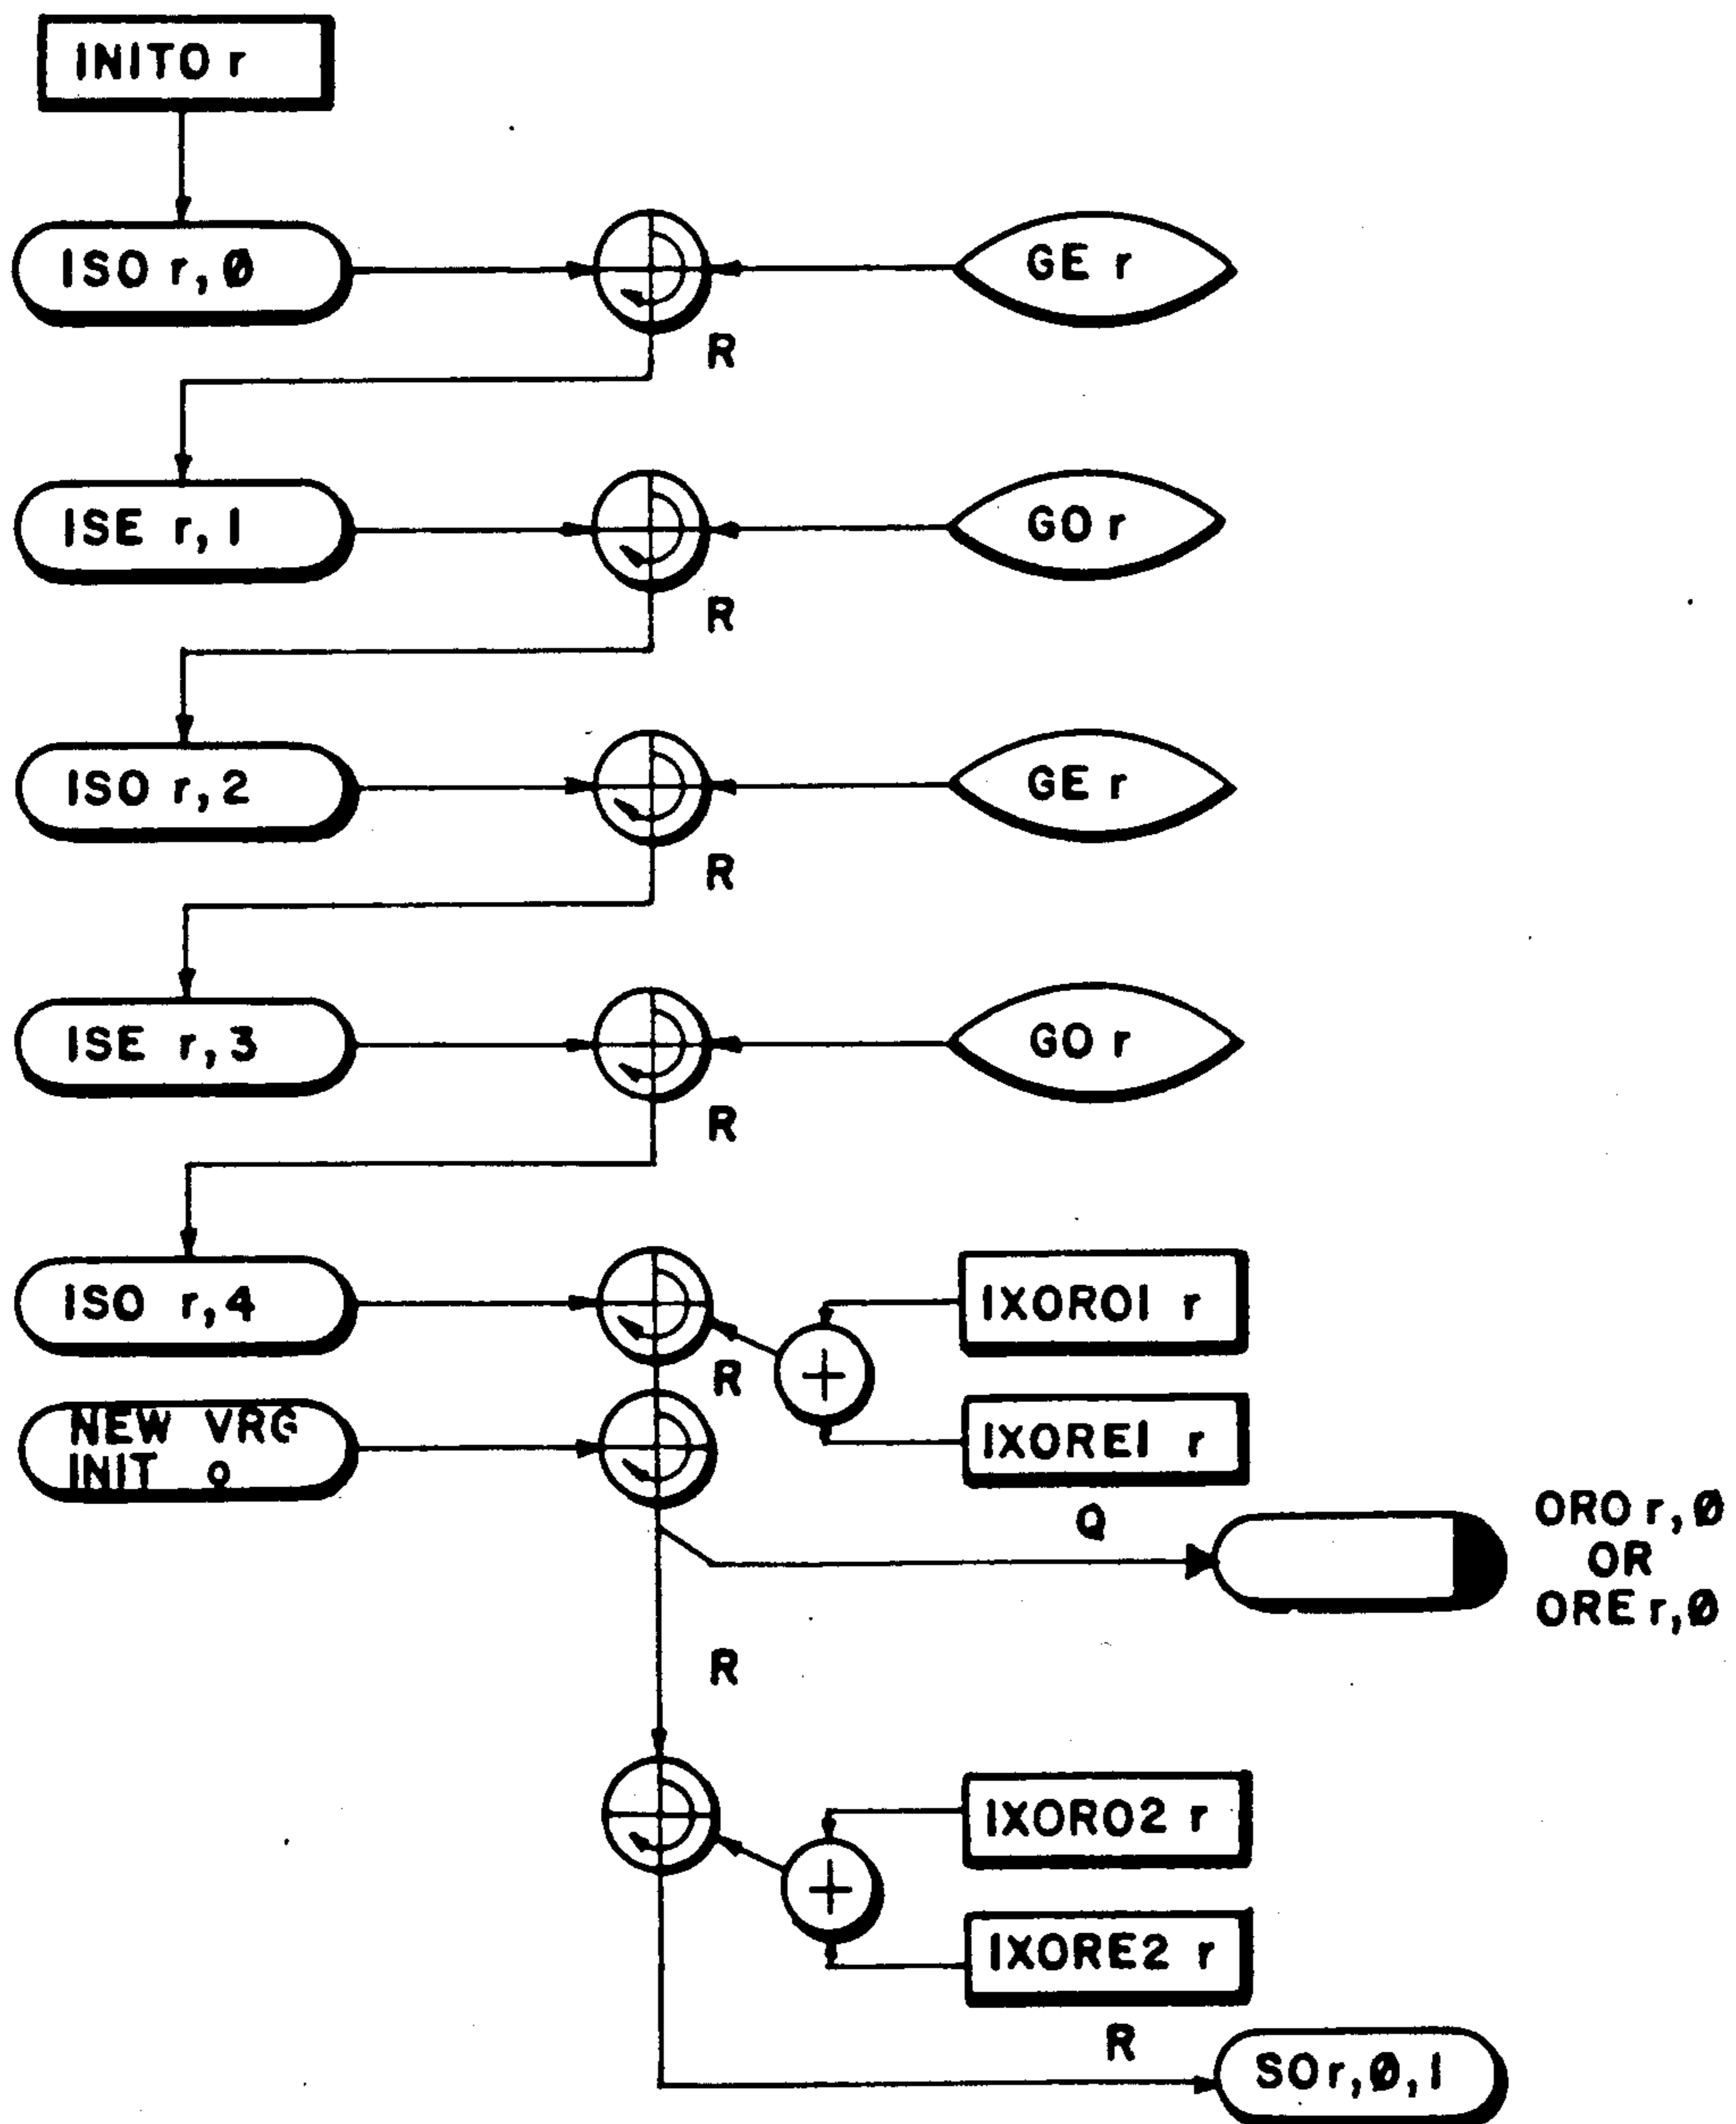 INITO r
ISO r,Ø
GE r
R
ISE r,1
GO r
R
ISO r,2
GE r
R
ISE r,3
GO r
R
ISO r,4
IXORO1 r
R
NEW VRG
INIT o
IXORE1 r
Q
ORO r,Ø
OR
ORE r,Ø
R
IXORO2 r
IXORE2 r
R
SOr,Ø,1